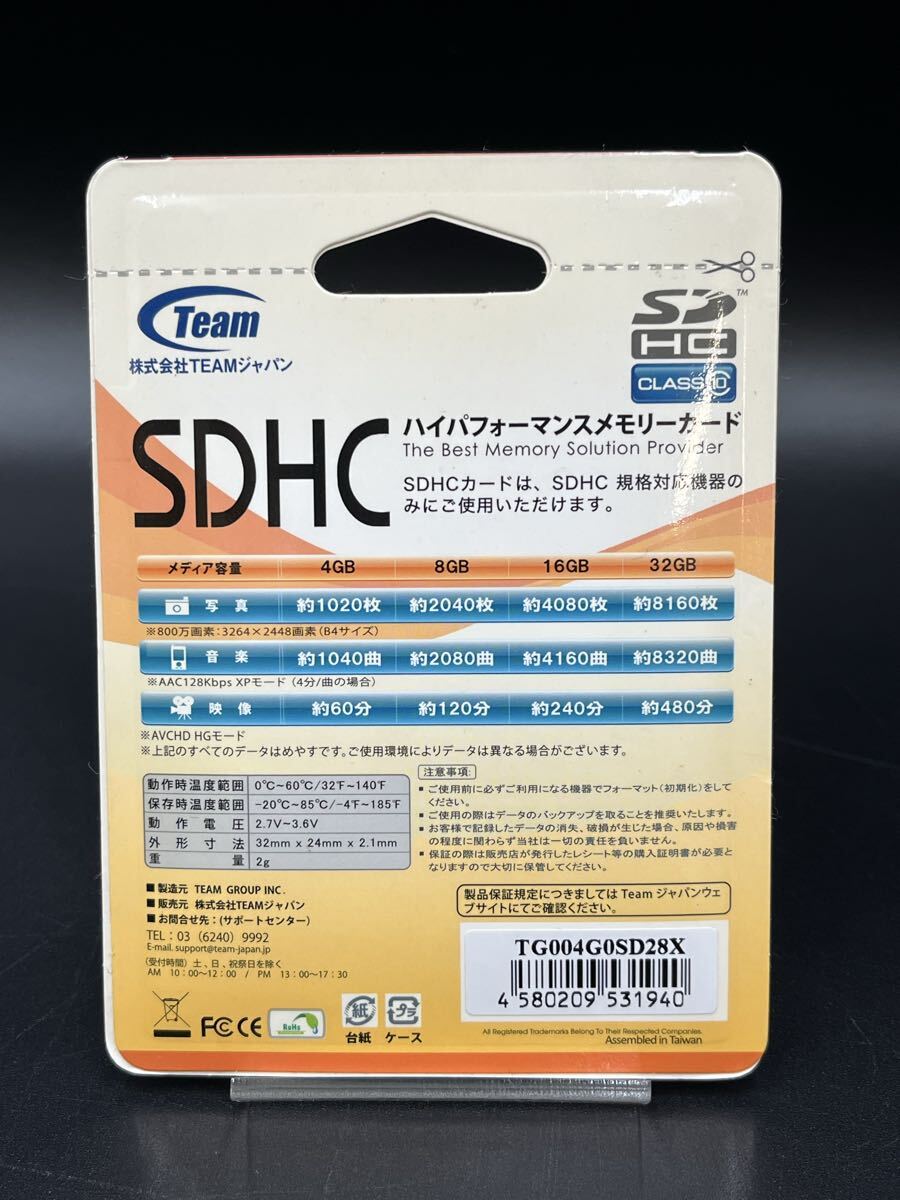 Team
株式会社TEAMジャパン
SD™
HC
CLASS 10
SDHC
ハイパフォーマンスメモリーカード
The Best Memory Solution Provider
SDHCカードは、SDHC 規格対応機器の
みにご使用いただけます。
メディア容量 4GB 8GB 16GB 32GB
写真 約1020枚 約2040枚 約4080枚 約8160枚
※800万画素:3264×2448画素(B4サイズ)
音楽 約1040曲 約2080曲 約4160曲 約8320曲
※AAC128Kbps XPモード (4分/曲の場合)
映像 約60分 約120分 約240分 約480分
※AVCHD HGモード
※上記のすべてのデータはめやすです。ご使用環境によりデータは異なる場合がございます。
動作時温度範囲 0℃~60℃/32℉~140℉
保存時温度範囲 -20℃~85℃/-4℉~185℉
動作電圧 2.7V~3.6V
外形寸法 32mm x 24mm x 2.1mm
重量 2g
注意事項:
■ご使用前に必ずご利用になる機器でフォーマット(初期化)をして
ください。
■ご使用の際はデータのバックアップを取ることを推奨いたします。
■お客様で記録したデータの消失、破損が生じた場合、原因や損害
の程度に関わらず当社は一切の責任を負いません。
■保証の際は販売店が発行したレシート等の購入証明書が必要と
なりますので大切に保管してください。
■製造元 TEAM GROUP INC.
■販売元 株式会社TEAMジャパン
■お問合せ先:(サポートセンター)
TEL: 03 (6240) 9992
E-mail. support@team-japan.jp
(受付時間) 土、日、祝祭日を除く
AM 10:00~12:00 / PM 13:00~17:30
製品保証規定につきましては Team ジャパンウェ
ブサイトにてご確認ください。
TG004G0SD28X
4 580209 531940
FC CE RoHS 紙 プラ
台紙 ケース
All Registered Trademarks Belong To Their Respected Companies.
Assembled in Taiwan